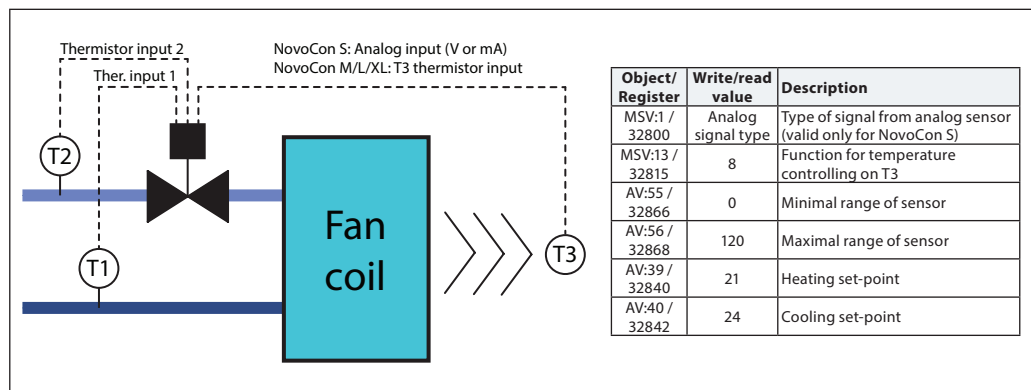 Thermistor input 2
Ther. input 1
NovoCon S: Analog input (V or mA)
NovoCon M/L/XL: T3 thermistor input
T2
T1
Fan
coil
T3
Object/ Write/read Description
Register value
MSV:1 / Analog Type of signal from analog sensor
32800 signal type (valid only for NovoCon S)
MSV:13 / 8 Function for temperature
32815 controlling on T3
AV:55 / 0 Minimal range of sensor
32866
AV:56 / 120 Maximal range of sensor
32868
AV:39 / 21 Heating set-point
32840
AV:40 / 24 Cooling set-point
32842